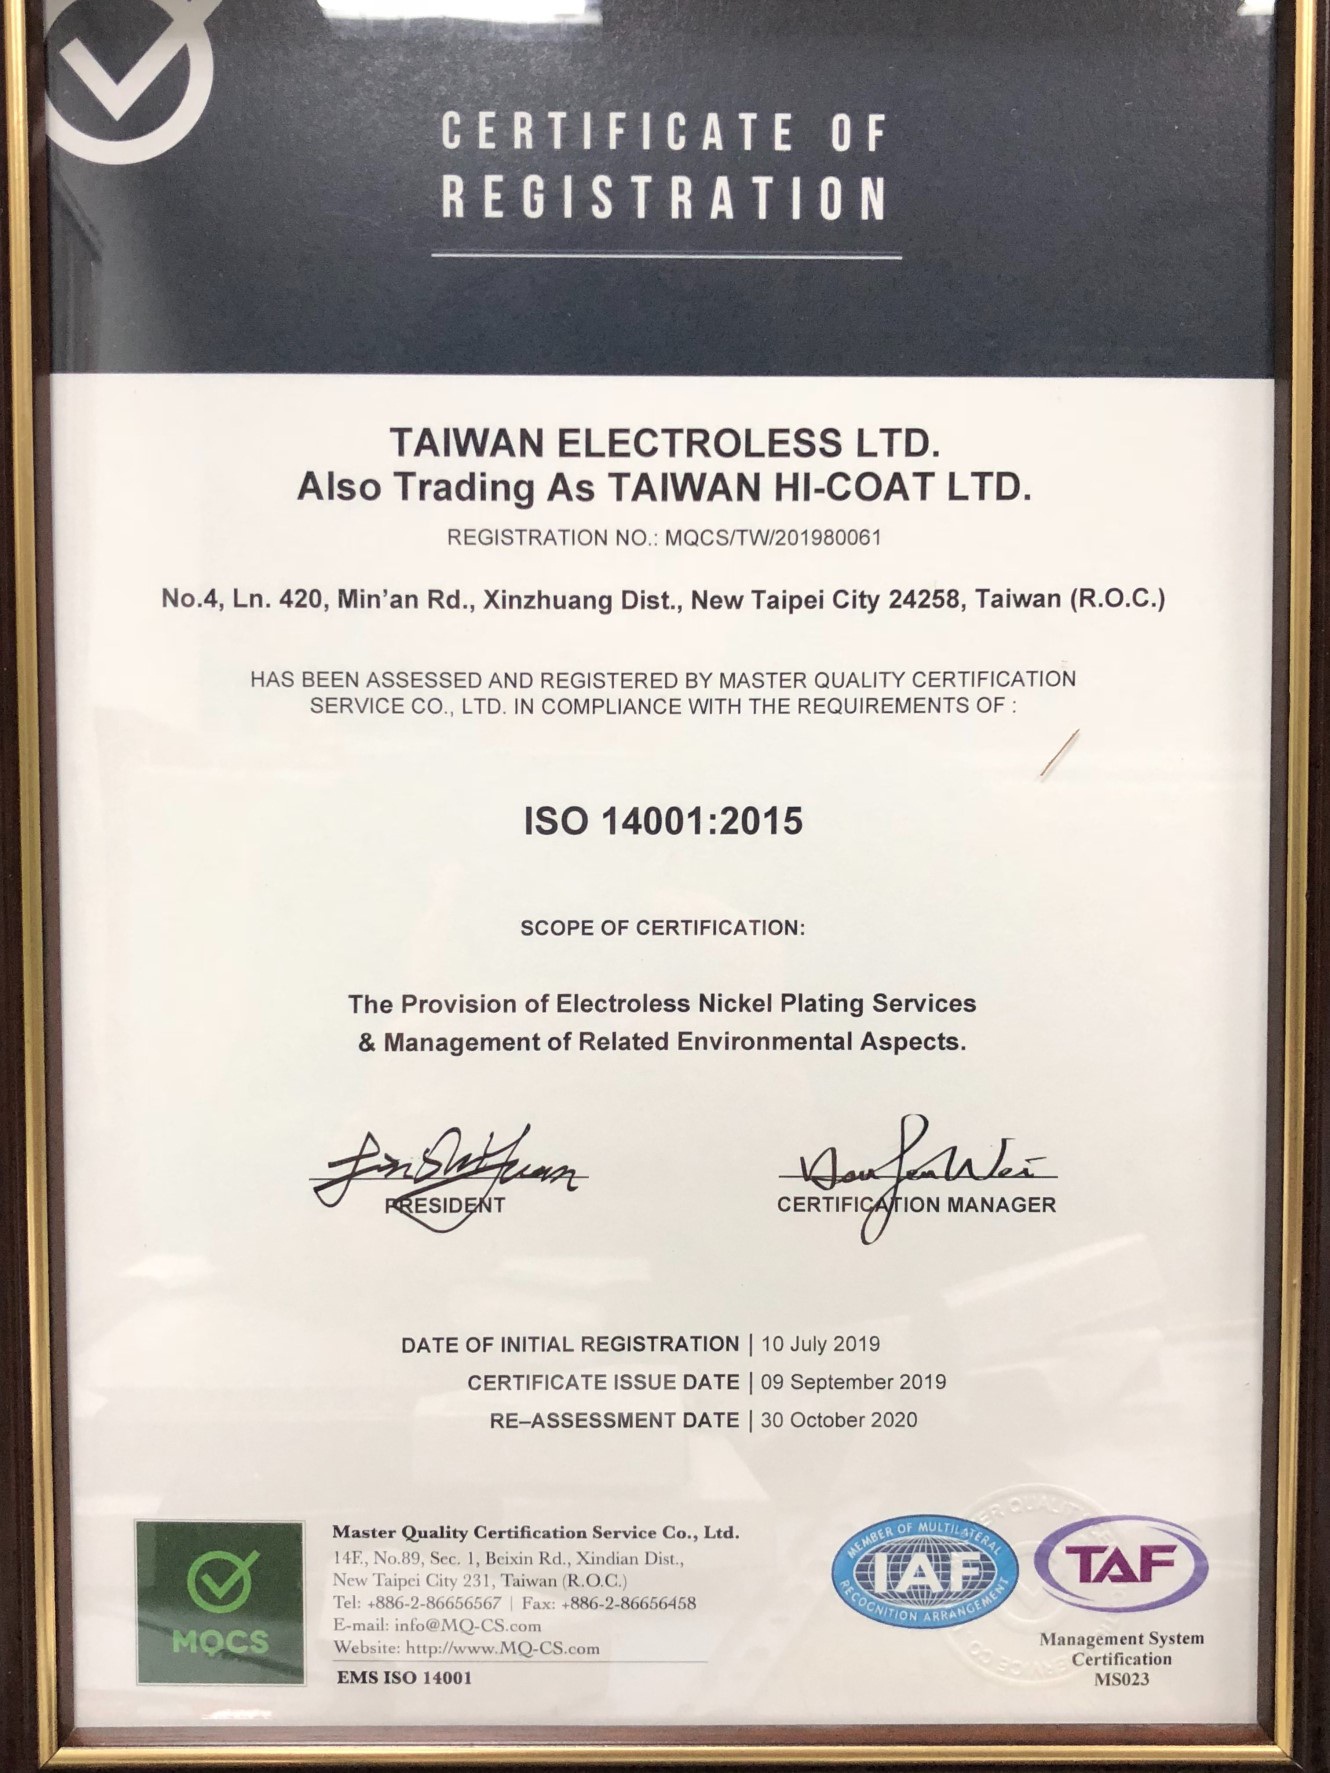 CERTIFICATE OF
REGISTRATION
TAIWAN ELECTROLESS LTD.
Also Trading As TAIWAN HI-COAT LTD.
REGISTRATION NO.: MQCS/TW/201980061
No.4, Ln. 420, Min'an Rd., Xinzhuang Dist., New Taipei City 24258, Taiwan (R.O.C.)
HAS BEEN ASSESSED AND REGISTERED BY MASTER QUALITY CERTIFICATION
SERVICE CO., LTD. IN COMPLIANCE WITH THE REQUIREMENTS OF :
ISO 14001:2015
SCOPE OF CERTIFICATION:
The Provision of Electroless Nickel Plating Services
& Management of Related Environmental Aspects.
PRESIDENT
CERTIFICATION MANAGER
DATE OF INITIAL REGISTRATION | 10 July 2019
CERTIFICATE ISSUE DATE | 09 September 2019
RE–ASSESSMENT DATE | 30 October 2020
MQCS
Master Quality Certification Service Co., Ltd.
14F., No.89, Sec. 1, Beixin Rd., Xindian Dist.,
New Taipei City 231, Taiwan (R.O.C.)
Tel: +886-2-86656567 | Fax: +886-2-86656458
E-mail: info@MQ-CS.com
Website: http://www.MQ-CS.com
EMS ISO 14001
MEMBER OF MULTILATERAL
IAF
RECOGNITION ARRANGEMENT
TAF
Management System
Certification
MS023